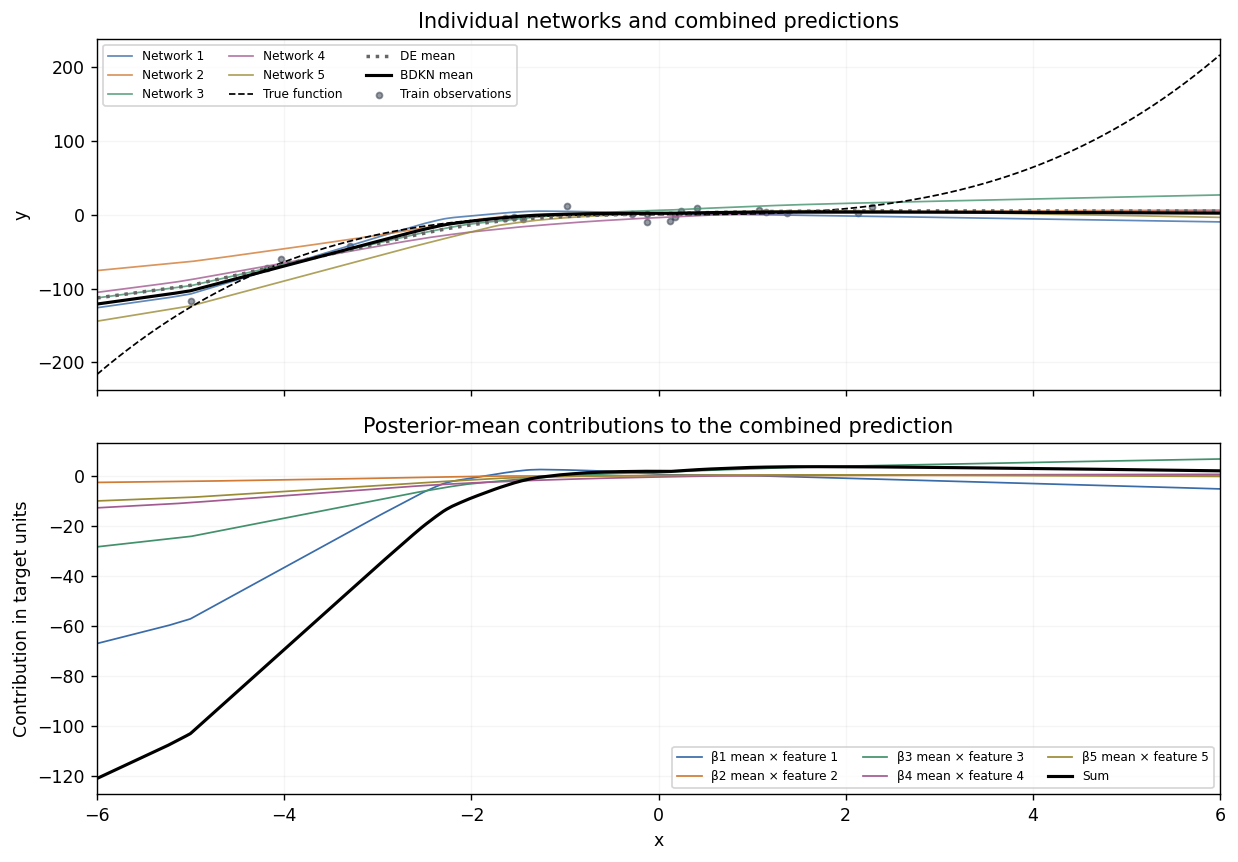 Individual networks and combined predictions
Network 1 Network 4 DE mean
Network 2 Network 5 BDKN mean
Network 3 True function Train observations
200
100
0
−100
−200
y
Posterior-mean contributions to the combined prediction
0
−20
−40
−60
−80
−100
−120
Contribution in target units
β1 mean × feature 1 β3 mean × feature 3 β5 mean × feature 5
β2 mean × feature 2 β4 mean × feature 4 Sum
−6 −4 −2 0 2 4 6
x